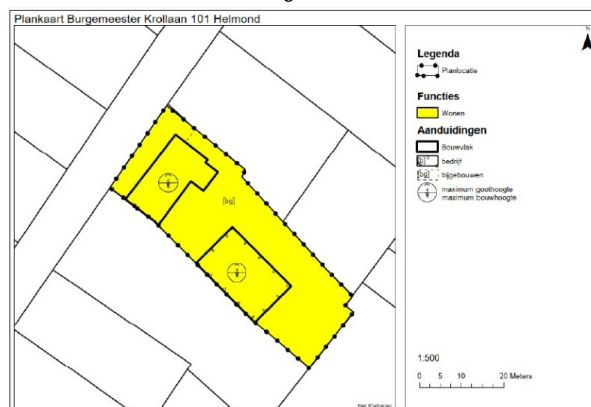 Plankaart Burgemeester Krollaan 101 Helmond
[bg]
Legenda
Planlocatie
Functies
Wonen
Aanduidingen
Bouwvlak
bedrijf
[bg] bijgebouwen
maximum goothoogte
maximum bouwhoogte
1:500
0 5 10 20 Meters